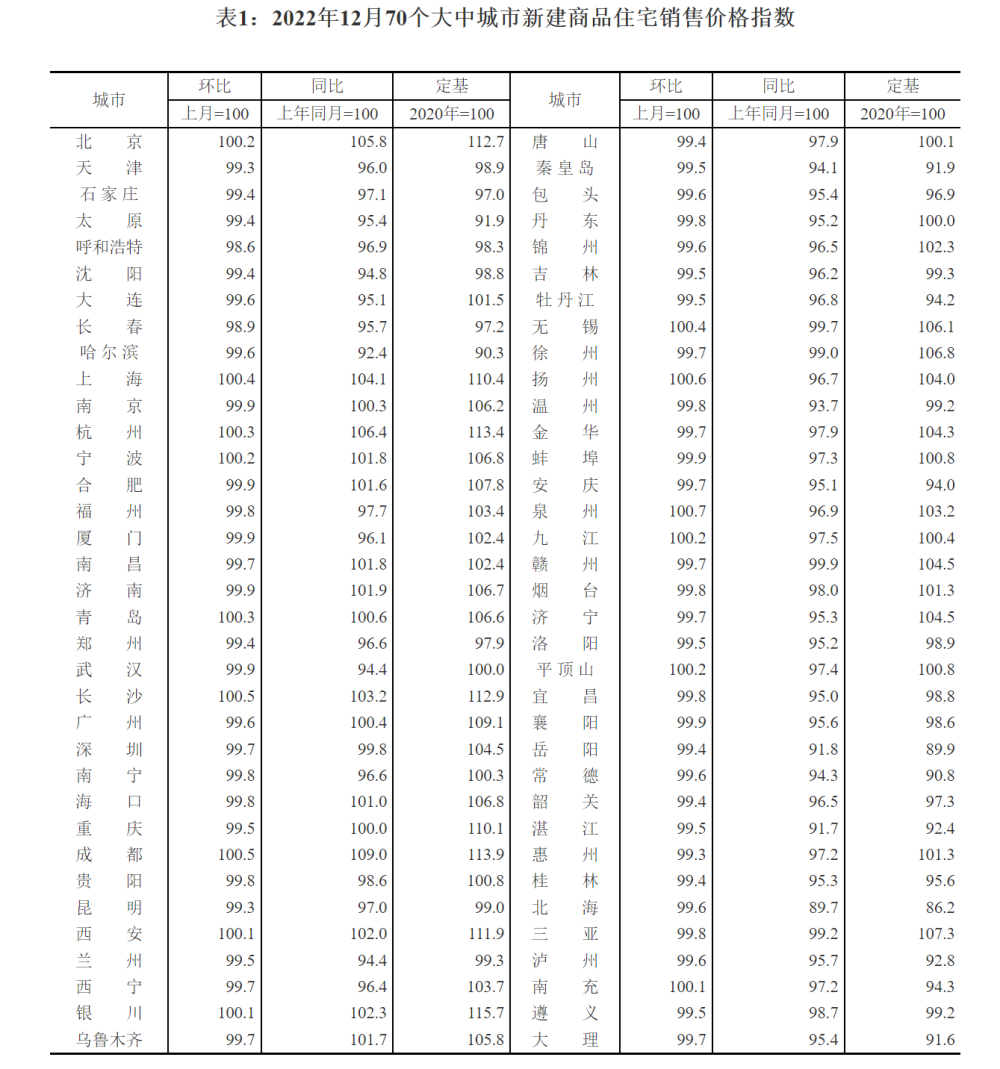 表1：2022年12月70个大中城市新建商品住宅销售价格指数
城市 环比 同比 定基 城市 环比 同比 定基
上月=100 上年同月=100 2020年=100 上月=100 上年同月=100 2020年=100
北京 100.2 105.8 112.7 唐山 99.4 97.9 100.1
天津 99.3 96.0 98.9 秦皇岛 99.5 94.1 91.9
石家庄 99.4 97.1 97.0 包头 99.6 95.4 96.9
太原 99.4 95.4 91.9 丹东 99.8 95.2 100.0
呼和浩特 98.6 96.9 98.3 锦州 99.6 96.5 102.3
沈阳 99.4 94.8 98.8 吉林 99.5 96.2 99.3
大连 99.6 95.1 101.5 牡丹江 99.5 96.8 94.2
长春 98.9 95.7 97.2 无锡 100.4 99.7 106.1
哈尔滨 99.6 92.4 90.3 徐州 99.7 99.0 106.8
上海 100.4 104.1 110.4 扬州 100.6 96.7 104.0
南京 99.9 100.3 106.2 温州 99.8 93.7 99.2
杭州 100.3 106.4 113.4 金华 99.7 97.9 104.3
宁波 100.2 101.8 106.8 蚌埠 99.9 97.3 100.8
合肥 99.9 101.6 107.8 安庆 99.7 95.1 94.0
福州 99.8 97.7 103.4 泉州 100.7 96.9 103.2
厦门 99.9 96.1 102.4 九江 100.2 97.5 100.4
南昌 99.7 101.8 102.4 赣州 99.7 99.9 104.5
济南 99.9 101.9 106.7 烟台 99.8 98.0 101.3
青岛 100.3 100.6 106.6 济宁 99.7 95.3 104.5
郑州 99.4 96.6 97.9 洛阳 99.5 95.2 98.9
武汉 99.9 94.4 100.0 平顶山 100.2 97.4 100.8
长沙 100.5 103.2 112.9 宜昌 99.8 95.0 98.8
广州 99.6 100.4 109.1 襄阳 99.9 95.6 98.6
深圳 99.7 99.8 104.5 岳阳 99.4 91.8 89.9
南宁 99.8 96.6 100.3 常德 99.6 94.3 90.8
海口 99.8 101.0 106.8 韶关 99.4 96.5 97.3
重庆 99.5 100.0 110.1 湛江 99.5 91.7 92.4
成都 100.5 109.0 113.9 惠州 99.3 97.2 101.3
贵阳 99.8 98.6 100.8 桂林 99.4 95.3 95.6
昆明 99.3 97.0 99.0 北海 99.6 89.7 86.2
西安 100.1 102.0 111.9 三亚 99.8 99.2 107.3
兰州 99.5 94.4 99.3 泸州 99.6 95.7 92.8
西宁 99.7 96.4 103.7 南充 100.1 97.2 94.3
银川 100.1 102.3 115.7 遵义 99.5 98.7 99.2
乌鲁木齐 99.7 101.7 105.8 大理 99.7 95.4 91.6